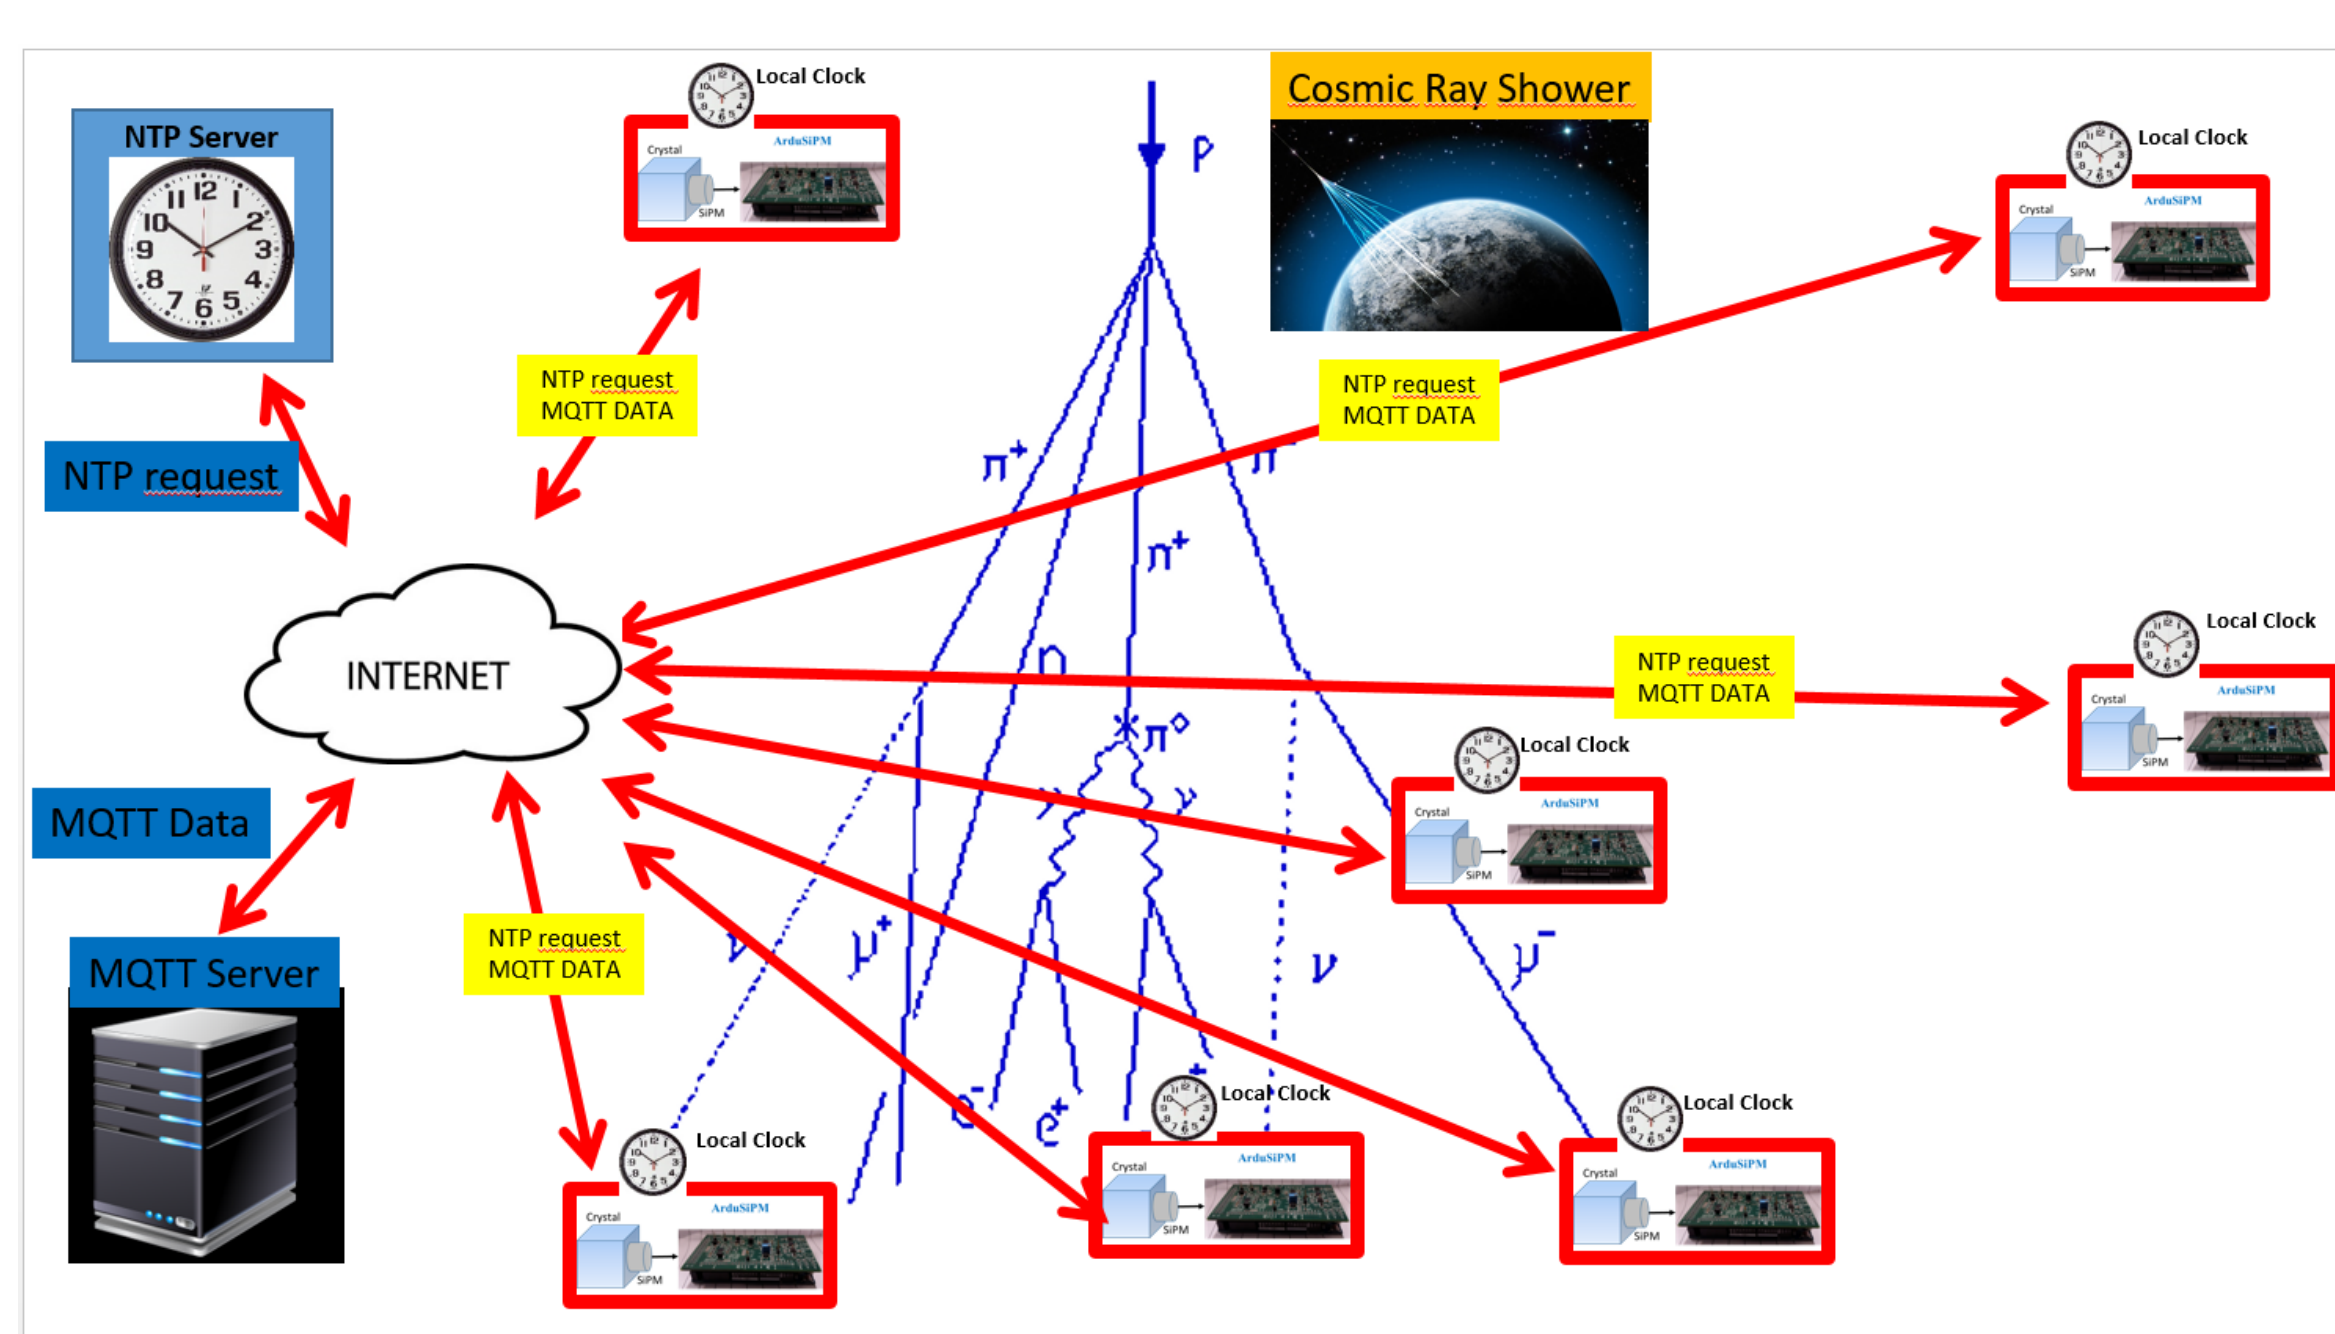 Local Clock
Cosmic Ray Shower
NTP Server
Crystal
ArduSiPM
SiPM
p
Local Clock
Crystal
ArduSiPM
SiPM
NTP request
MQTT DATA
NTP request
MQTT DATA
NTP request
π+
π
π+
n
INTERNET
NTP request
MQTT DATA
Local Clock
Crystal
ArduSiPM
SiPM
π°
γ
γ
Local Clock
Crystal
ArduSiPM
SiPM
MQTT Data
MQTT Server
NTP request
MQTT DATA
ν
μ+
ν
μ-
e-
e+
Local Clock
Crystal
ArduSiPM
SiPM
Local Clock
Crystal
ArduSiPM
SiPM
Local Clock
Crystal
ArduSiPM
SiPM